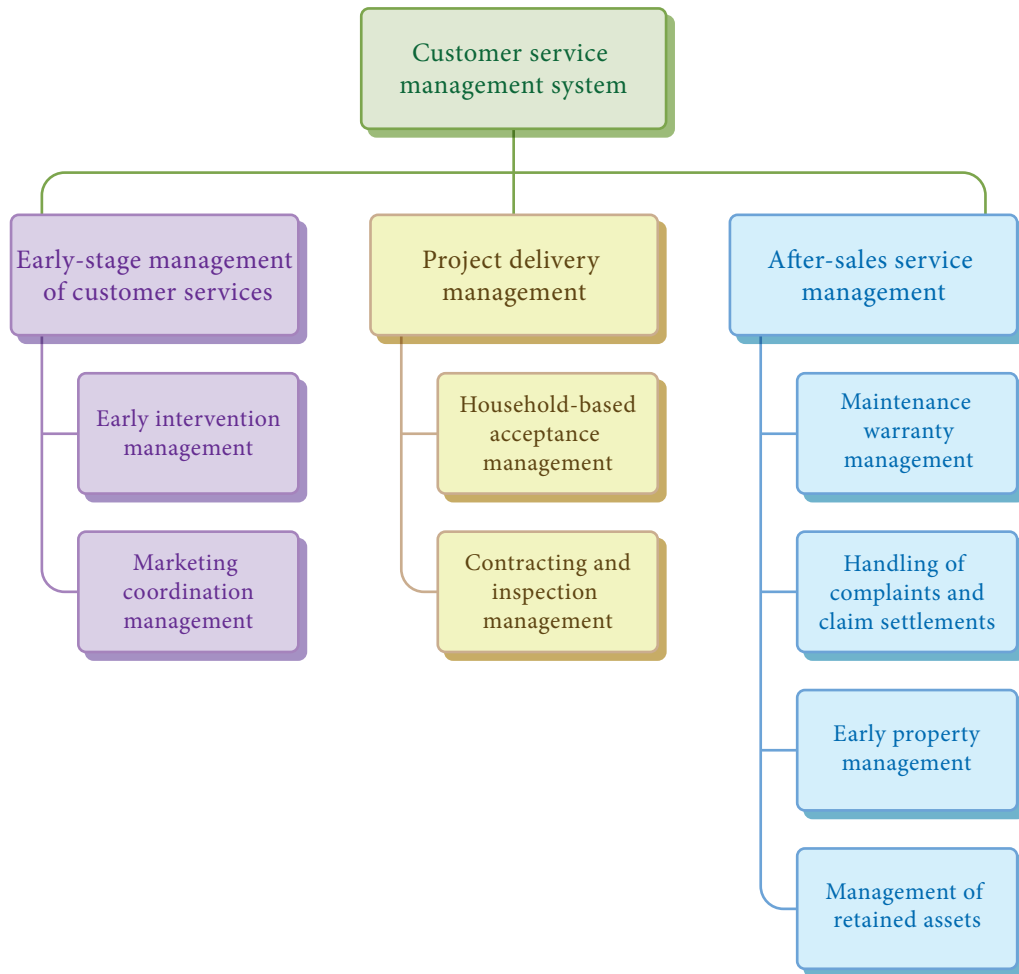 Customer service
management system
Early-stage management
of customer services
Project delivery
management
After-sales service
management
Early intervention
management
Household-based
acceptance
management
Maintenance
warranty
management
Marketing
coordination
management
Contracting and
inspection
management
Handling of
complaints and
claim settlements
Early property
management
Management of
retained assets